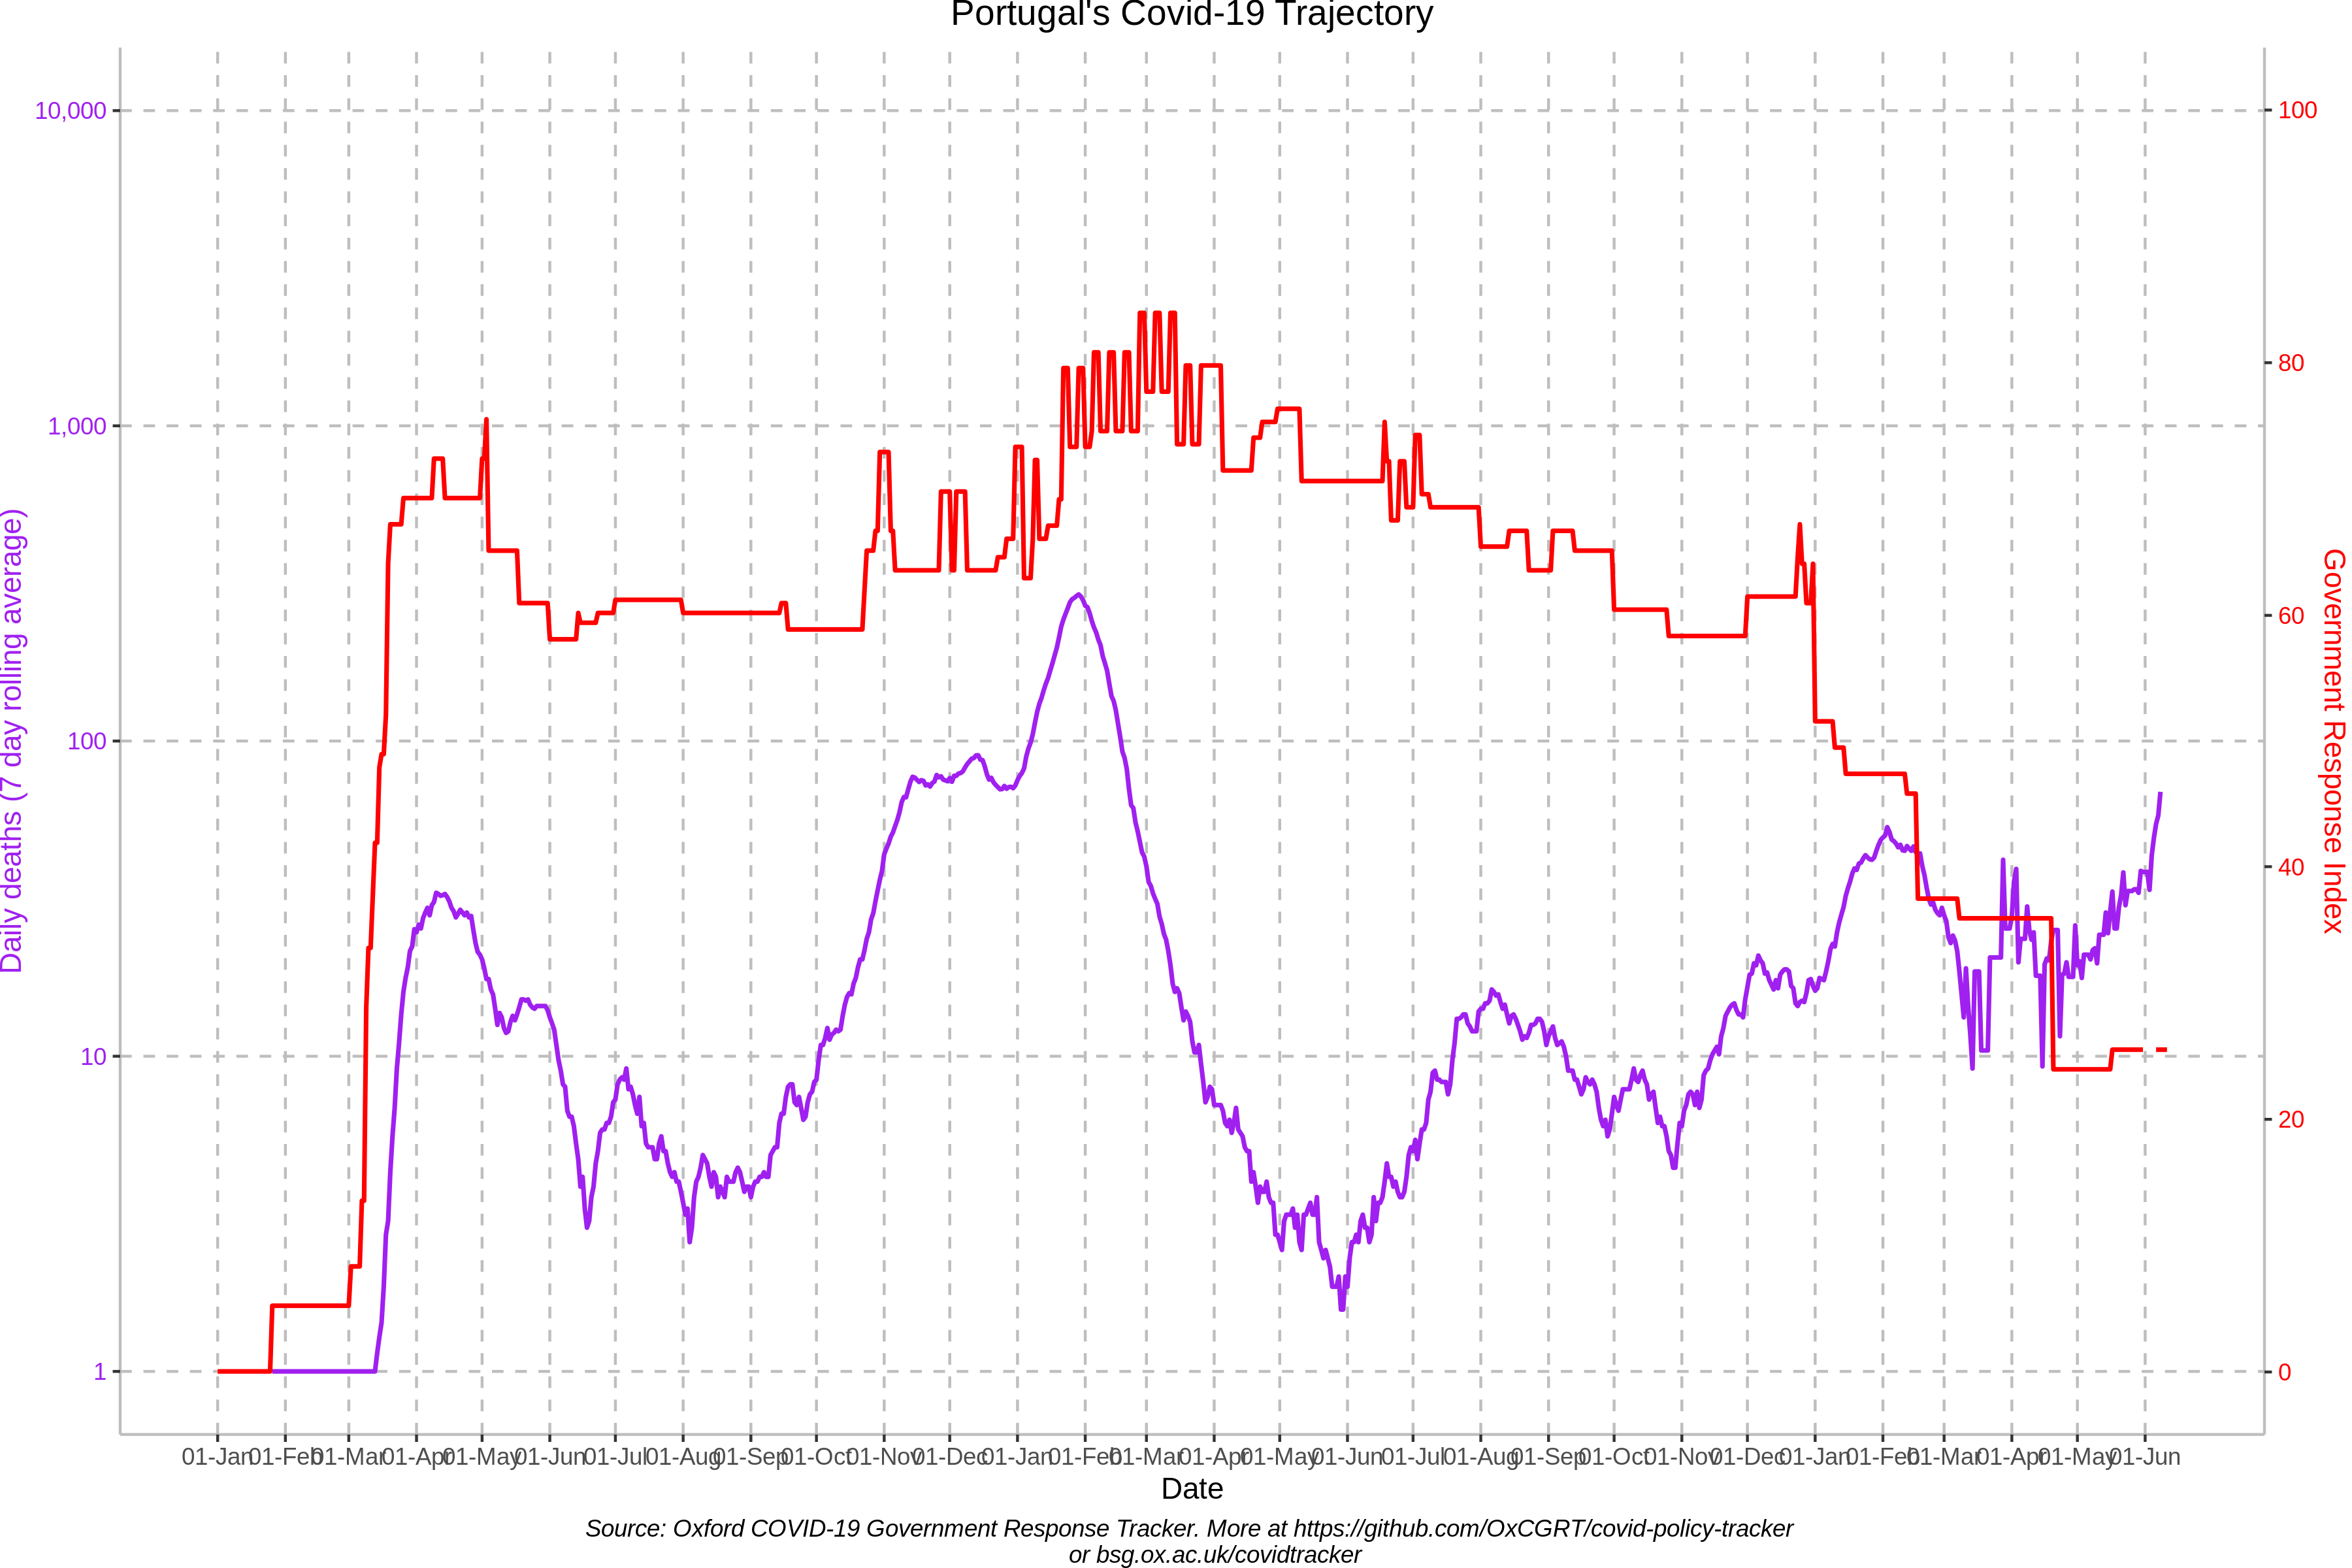 Portugal's Covid-19 Trajectory
10,000
1,000
100
10
1
Daily deaths (7 day rolling average)
100
80
60
40
20
0
Government Response Index
01-Jan 01-Feb 01-Mar 01-Apr 01-May 01-Jun 01-Jul 01-Aug 01-Sep 01-Oct 01-Nov 01-Dec 01-Jan 01-Feb 01-Mar 01-Apr 01-May 01-Jun 01-Jul 01-Aug 01-Sep 01-Oct 01-Nov 01-Dec 01-Jan 01-Feb 01-Mar 01-Apr 01-May 01-Jun
Date
Source: Oxford COVID-19 Government Response Tracker. More at https://github.com/OxCGRT/covid-policy-tracker
or bsg.ox.ac.uk/covidtracker